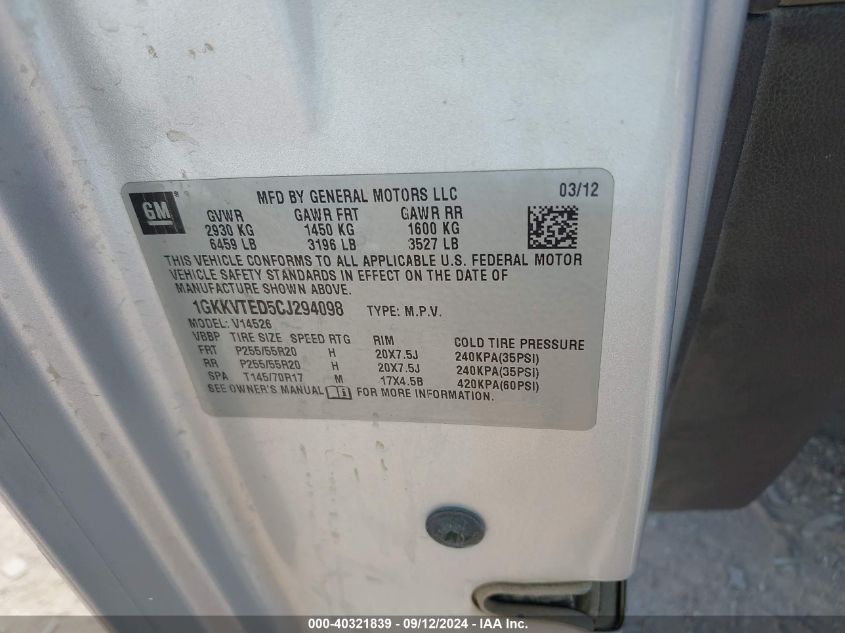 GM
MFD BY GENERAL MOTORS LLC 03/12
GVWR GAWR FRT GAWR RR
2930 KG 1450 KG 1600 KG
6459 LB 3196 LB 3527 LB
THIS VEHICLE CONFORMS TO ALL APPLICABLE U.S. FEDERAL MOTOR
VEHICLE SAFETY STANDARDS IN EFFECT ON THE DATE OF
MANUFACTURE SHOWN ABOVE.
1GKKVTED5CJ294098 TYPE: M.P.V.
MODEL: V14526
VBBP TIRE SIZE SPEED RTG RIM COLD TIRE PRESSURE
FRT P255/55R20 H 20X7.5J 240KPA(35PSI)
RR P255/55R20 H 20X7.5J 240KPA(35PSI)
SPA T145/70R17 M 17X4.5B 420KPA(60PSI)
SEE OWNER'S MANUAL FOR MORE INFORMATION.
000-40321839 - 09/12/2024 - IAA Inc.